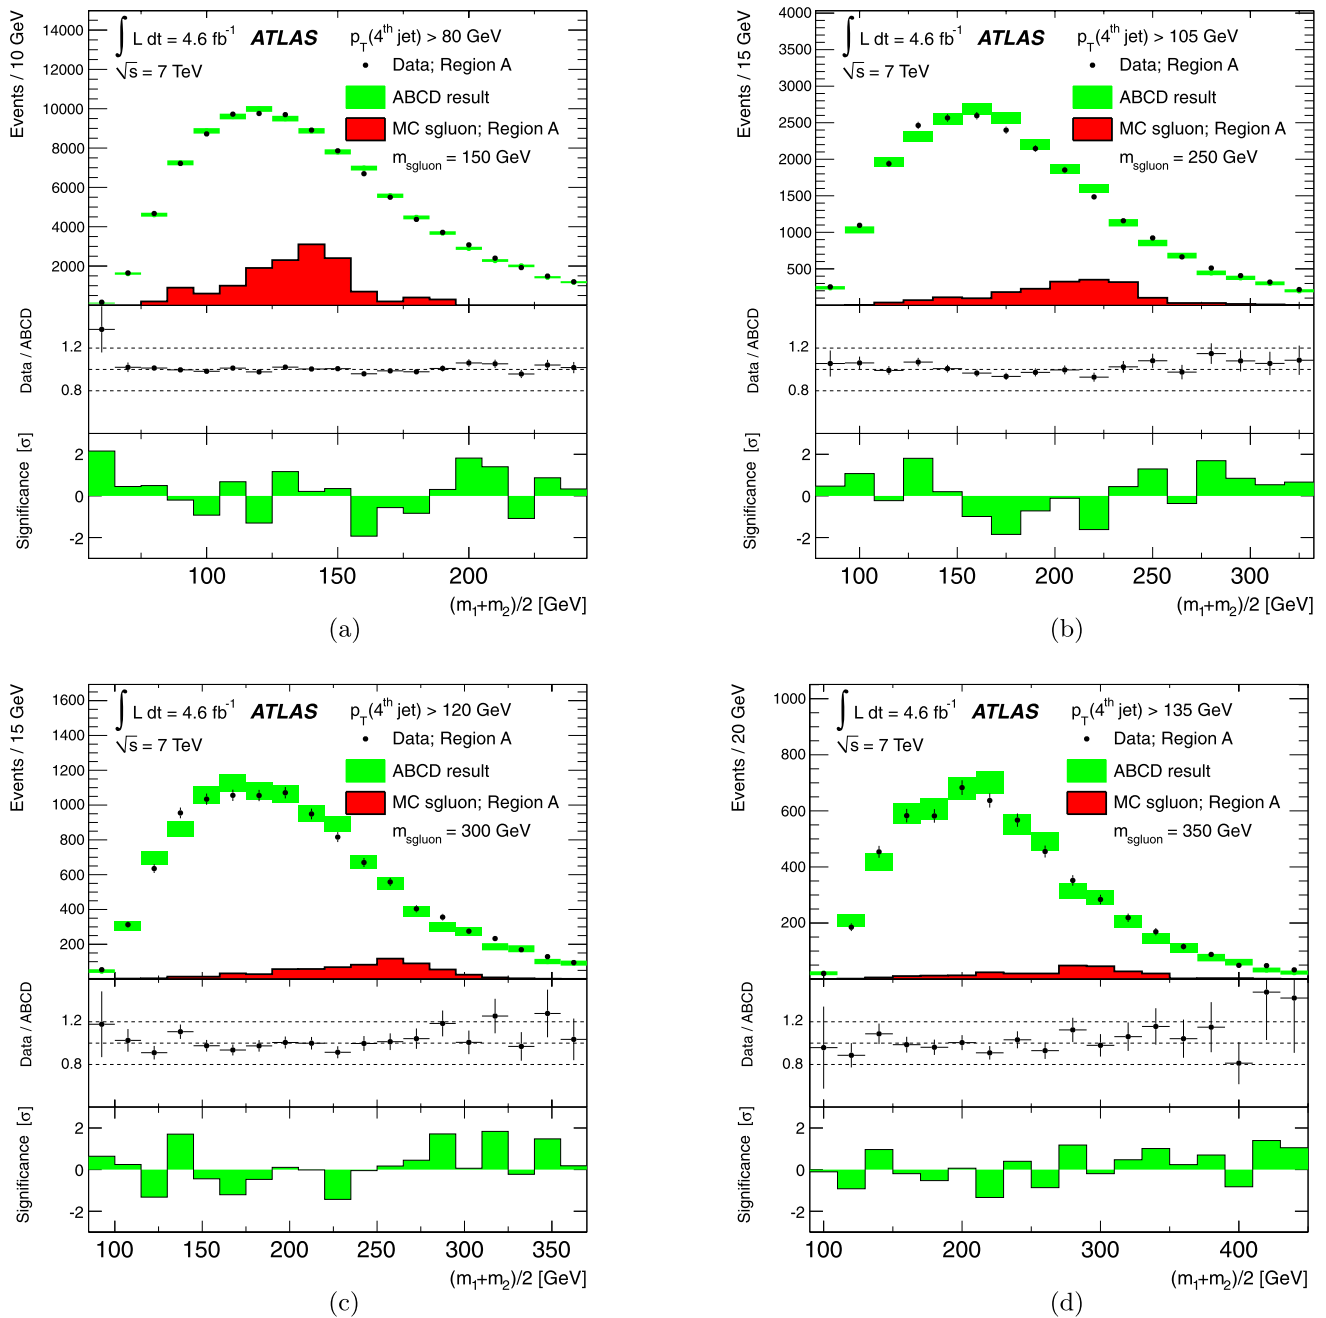 Events / 10 GeV
14000
12000
10000
8000
6000
4000
2000
∫ L dt = 4.6 fb⁻¹ ATLAS p_T(4^th jet) > 80 GeV
√s = 7 TeV
Data; Region A
ABCD result
MC sgluon; Region A
m_sgluon = 150 GeV
Data / ABCD
1.2
0.8
Significance [σ]
2
0
-2
100 150 200
(m₁+m₂)/2 [GeV]
(a)
Events / 15 GeV
4000
3500
3000
2500
2000
1500
1000
500
∫ L dt = 4.6 fb⁻¹ ATLAS p_T(4^th jet) > 105 GeV
√s = 7 TeV
Data; Region A
ABCD result
MC sgluon; Region A
m_sgluon = 250 GeV
Data / ABCD
1.2
0.8
Significance [σ]
2
0
-2
100 150 200 250 300
(m₁+m₂)/2 [GeV]
(b)
Events / 15 GeV
1600
1400
1200
1000
800
600
400
200
∫ L dt = 4.6 fb⁻¹ ATLAS p_T(4^th jet) > 120 GeV
√s = 7 TeV
Data; Region A
ABCD result
MC sgluon; Region A
m_sgluon = 300 GeV
Data / ABCD
1.2
0.8
Significance [σ]
2
0
-2
100 150 200 250 300 350
(m₁+m₂)/2 [GeV]
(c)
Events / 20 GeV
1000
800
600
400
200
∫ L dt = 4.6 fb⁻¹ ATLAS p_T(4^th jet) > 135 GeV
√s = 7 TeV
Data; Region A
ABCD result
MC sgluon; Region A
m_sgluon = 350 GeV
Data / ABCD
1.2
0.8
Significance [σ]
2
0
-2
100 200 300 400
(m₁+m₂)/2 [GeV]
(d)